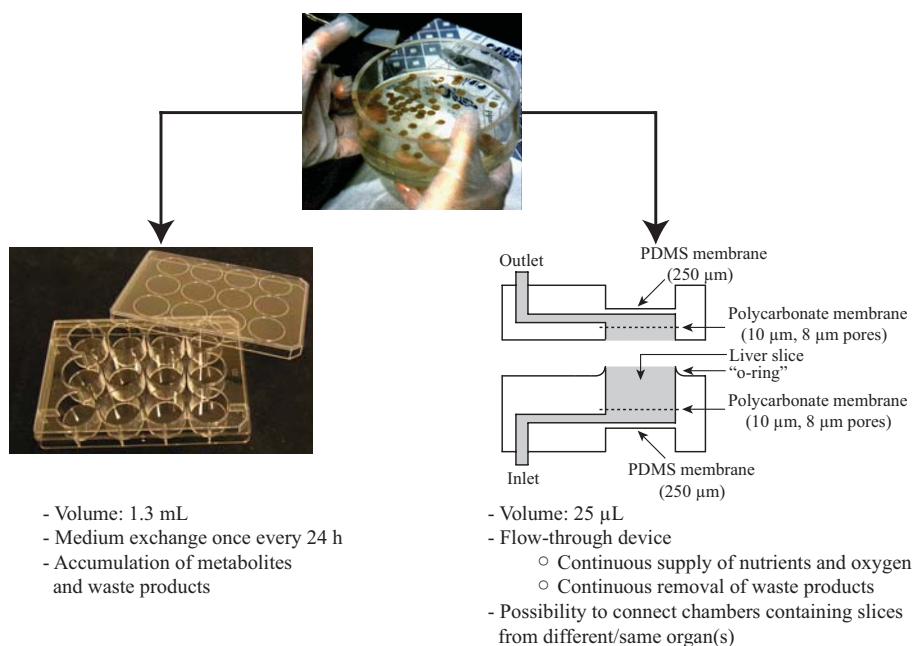 Outlet
PDMS membrane
(250 µm)
Polycarbonate membrane
(10 µm, 8 µm pores)
Liver slice
“o-ring”
Polycarbonate membrane
(10 µm, 8 µm pores)
Inlet
PDMS membrane
(250 µm)
- Volume: 1.3 mL
- Medium exchange once every 24 h
- Accumulation of metabolites
and waste products
- Volume: 25 µL
- Flow-through device
○ Continuous supply of nutrients and oxygen
○ Continuous removal of waste products
- Possibility to connect chambers containing slices
from different/same organ(s)